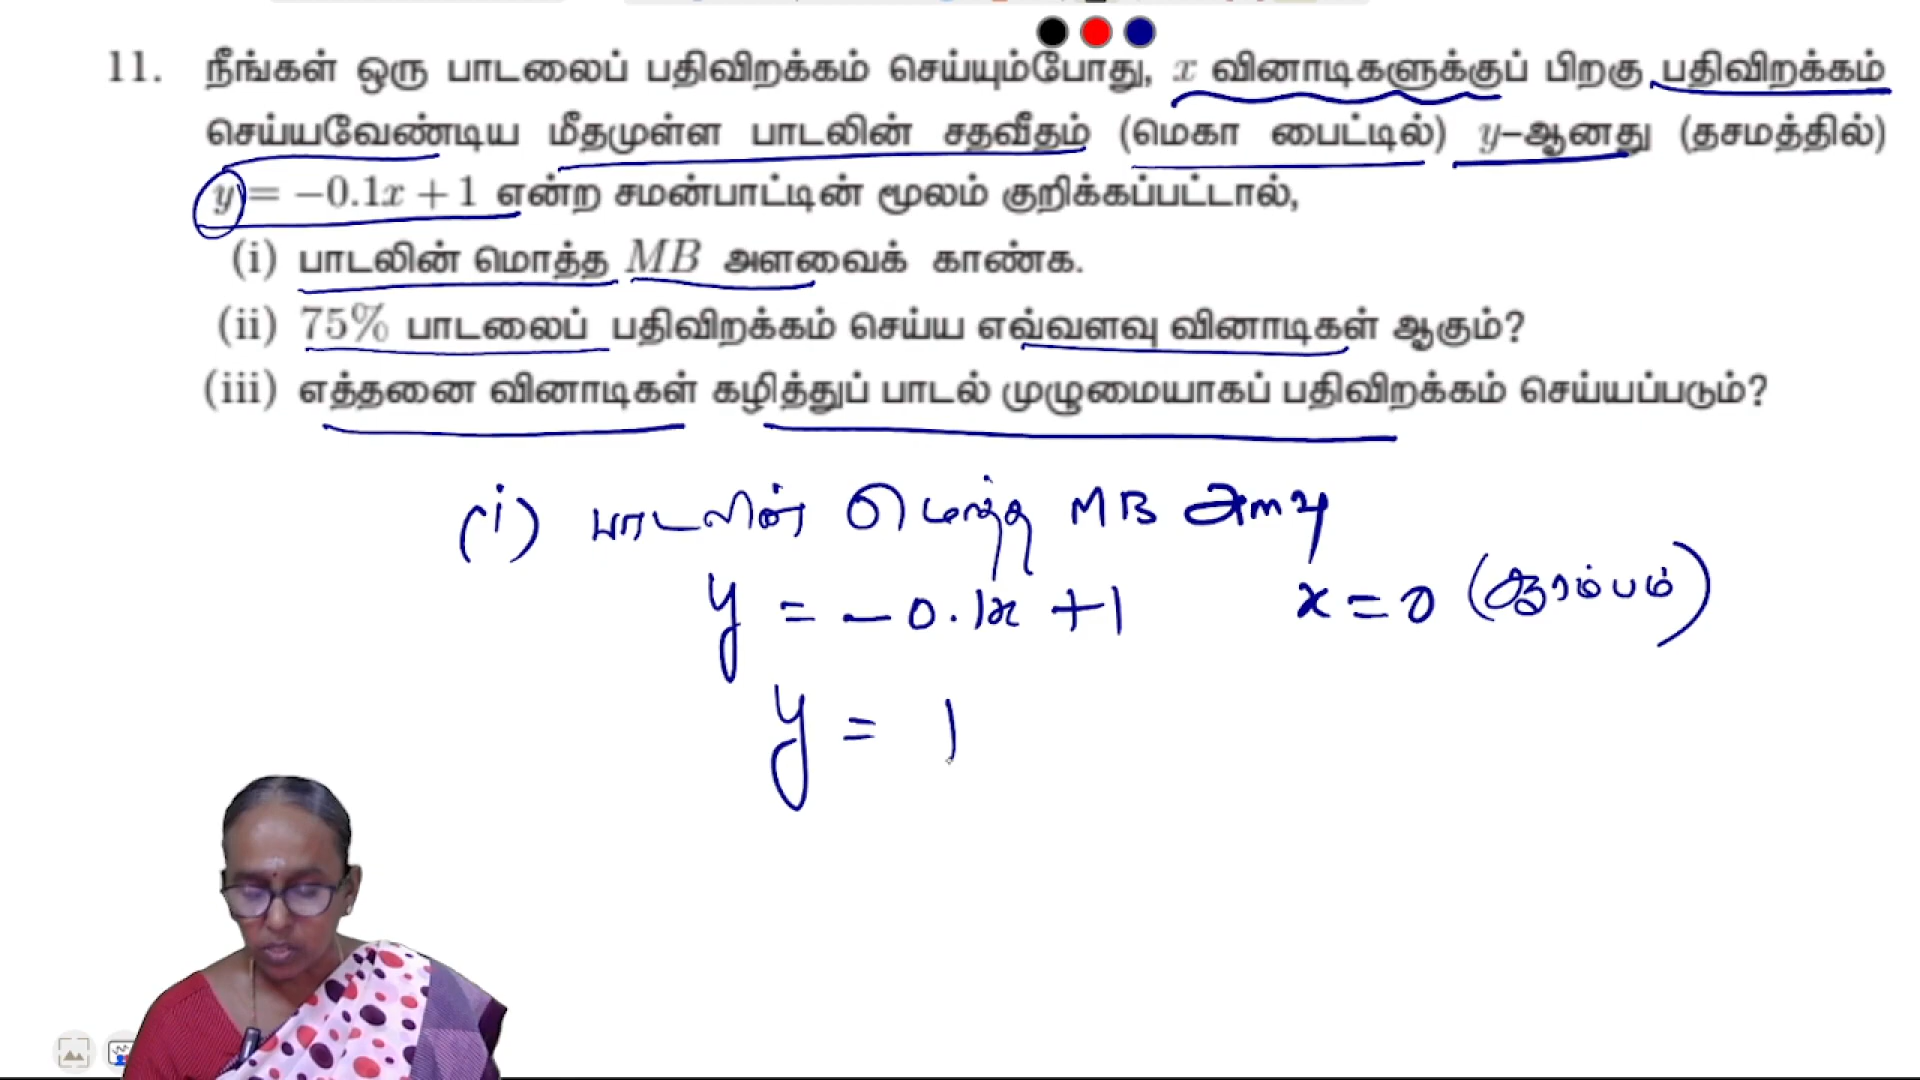 11. நீங்கள் ஒரு பாடலைப் பதிவிறக்கம் செய்யும்போது, x வினாடிகளுக்குப் பிறகு பதிவிறக்கம்
செய்யவேண்டிய மீதமுள்ள பாடலின் சதவீதம் (மெகா பைட்டில்) y–ஆனது (தசமத்தில்)
y = −0.1x + 1 என்ற சமன்பாட்டின் மூலம் குறிக்கப்பட்டால்,
(i) பாடலின் மொத்த MB அளவைக் காண்க.
(ii) 75% பாடலைப் பதிவிறக்கம் செய்ய எவ்வளவு வினாடிகள் ஆகும்?
(iii) எத்தனை வினாடிகள் கழித்துப் பாடல் முழுமையாகப் பதிவிறக்கம் செய்யப்படும்?
(i) பாடலின் மொத்த MB அளவு
y = −0.1x + 1 x = 0 (ஆரம்பம்)
y = 1